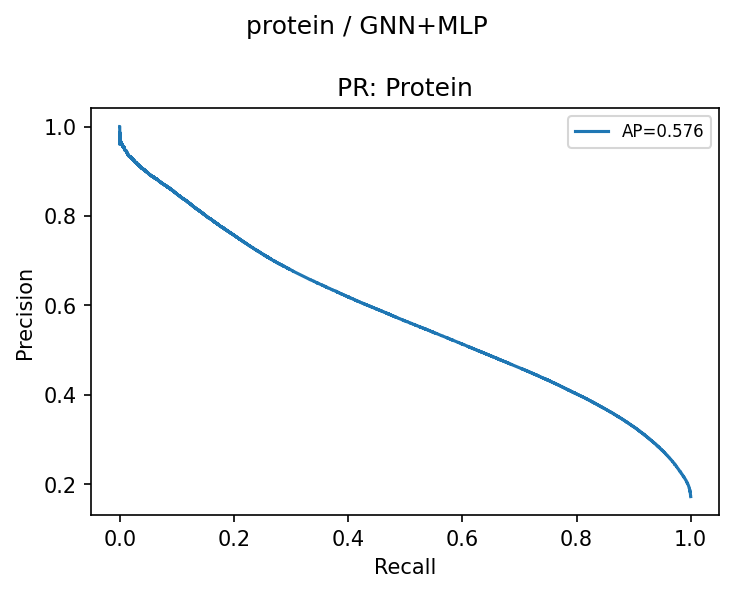 protein / GNN+MLP
PR: Protein
AP=0.576
Precision
1.0
0.8
0.6
0.4
0.2
0.0 0.2 0.4 0.6 0.8 1.0
Recall